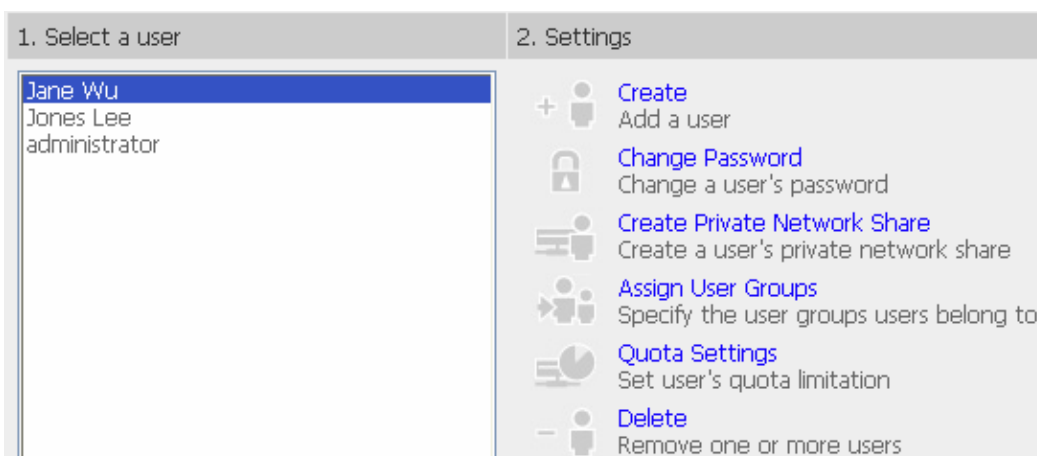 1. Select a user
Jane Wu
Jones Lee
administrator
2. Settings
Create
Add a user
Change Password
Change a user's password
Create Private Network Share
Create a user's private network share
Assign User Groups
Specify the user groups users belong to
Quota Settings
Set user's quota limitation
Delete
Remove one or more users